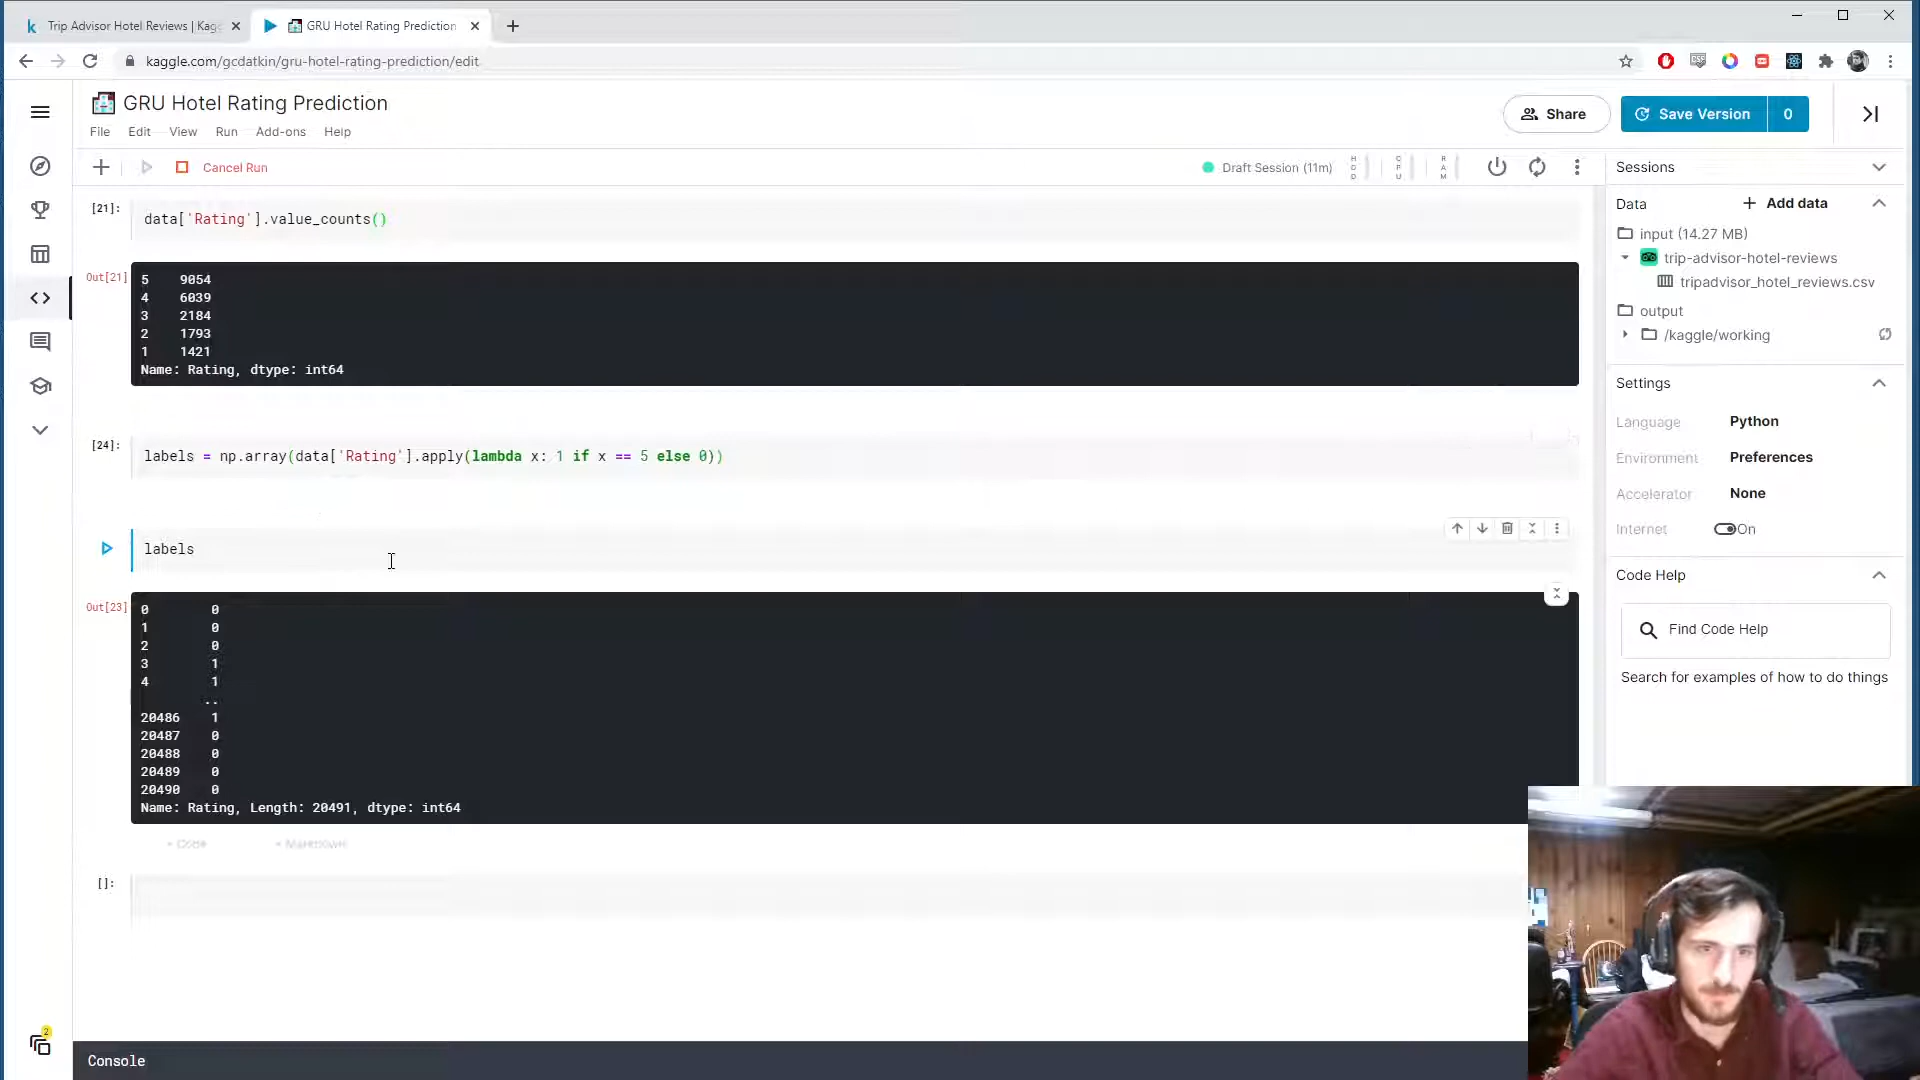 Trip Advisor Hotel Reviews | Kag
GRU Hotel Rating Prediction
kaggle.com/gcdatkin/gru-hotel-rating-prediction/edit
GRU Hotel Rating Prediction
File Edit View Run Add-ons Help
Share
Save Version 0
Cancel Run
Draft Session (11m)
HDD
CPU
RAM
[21]:
data['Rating'].value_counts()
Out[21]
5 9054
4 6039
3 2184
2 1793
1 1421
Name: Rating, dtype: int64
[24]:
labels = np.array(data['Rating'].apply(lambda x: 1 if x == 5 else 0))
labels
Out[23]
0 0
1 0
2 0
3 1
4 1
..
20486 1
20487 0
20488 0
20489 0
20490 0
Name: Rating, Length: 20491, dtype: int64
+ Code + Markdown
[]:
Console
2
Sessions
Data + Add data
input (14.27 MB)
trip-advisor-hotel-reviews
tripadvisor_hotel_reviews.csv
output
/kaggle/working
Settings
Language Python
Environment Preferences
Accelerator None
Internet On
Code Help
Find Code Help
Search for examples of how to do things